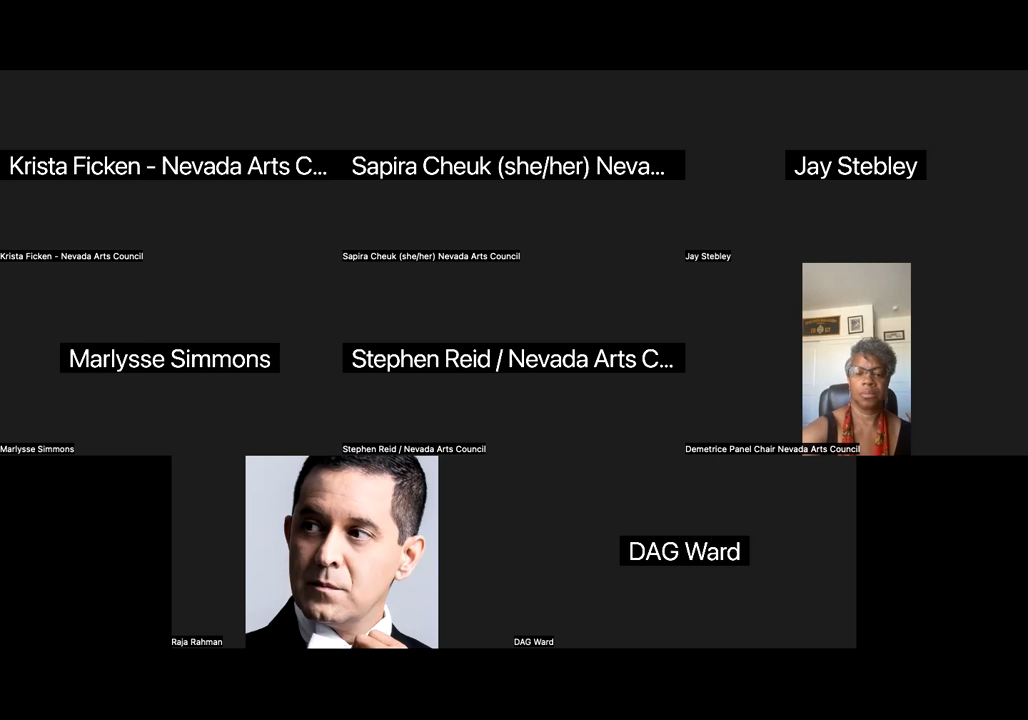 Krista Ficken - Nevada Arts C...
Sapira Cheuk (she/her) Neva...
Jay Stebley
Krista Ficken - Nevada Arts Council
Sapira Cheuk (she/her) Nevada Arts Council
Jay Stebley
Marlysse Simmons
Stephen Reid / Nevada Arts C...
Marlysse Simmons
Stephen Reid / Nevada Arts Council
Demetrice Panel Chair Nevada Arts Council
DAG Ward
Raja Rahman
DAG Ward